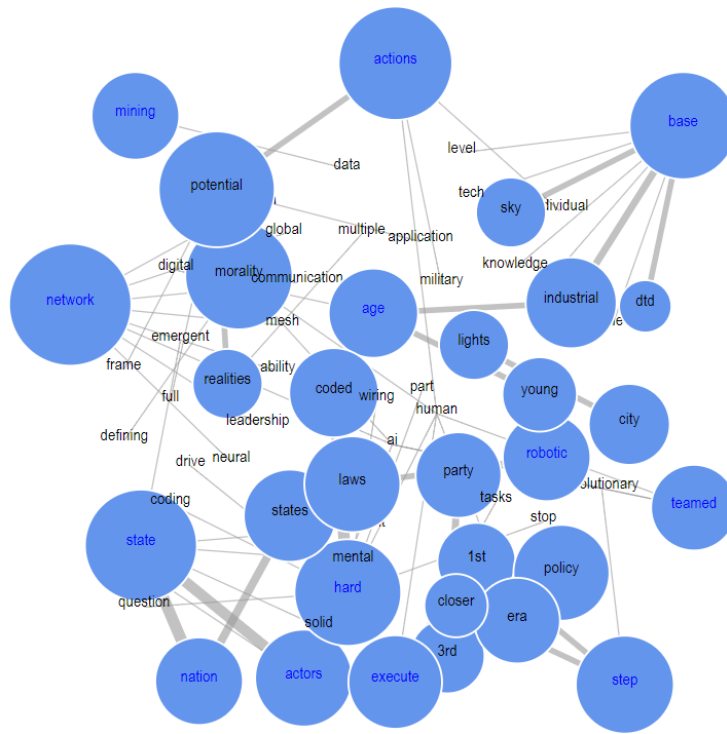 actions
mining
base
level
data
potential
tech
sky
dividual
global
multiple
application
digital
morality
communication
knowledge
military
network
age
industrial
dtd
mesh
emergent
lights
frame
ability
realities
coded
wiring
part
young
full
human
leadership
city
defining
ai
drive
neural
laws
party
robotic
tasks
olutionary
coding
states
teamed
stop
state
mental
1st
policy
hard
question
closer
solid
era
3rd
nation
actors
execute
step